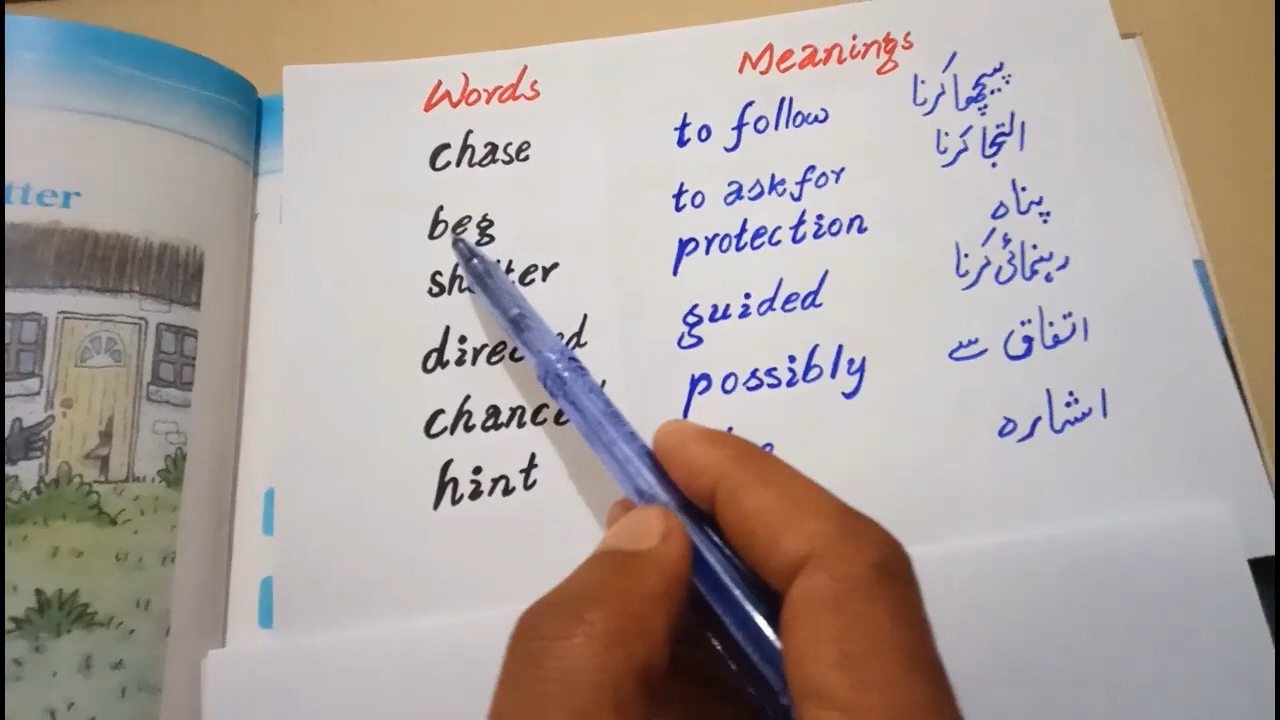 tter
Words Meanings
chase to follow پیچھا کرنا
beg to ask for التجا کرنا
protection پناہ
guided رہنمائی کرنا
possibly اتفاق سے
hint اشارہ